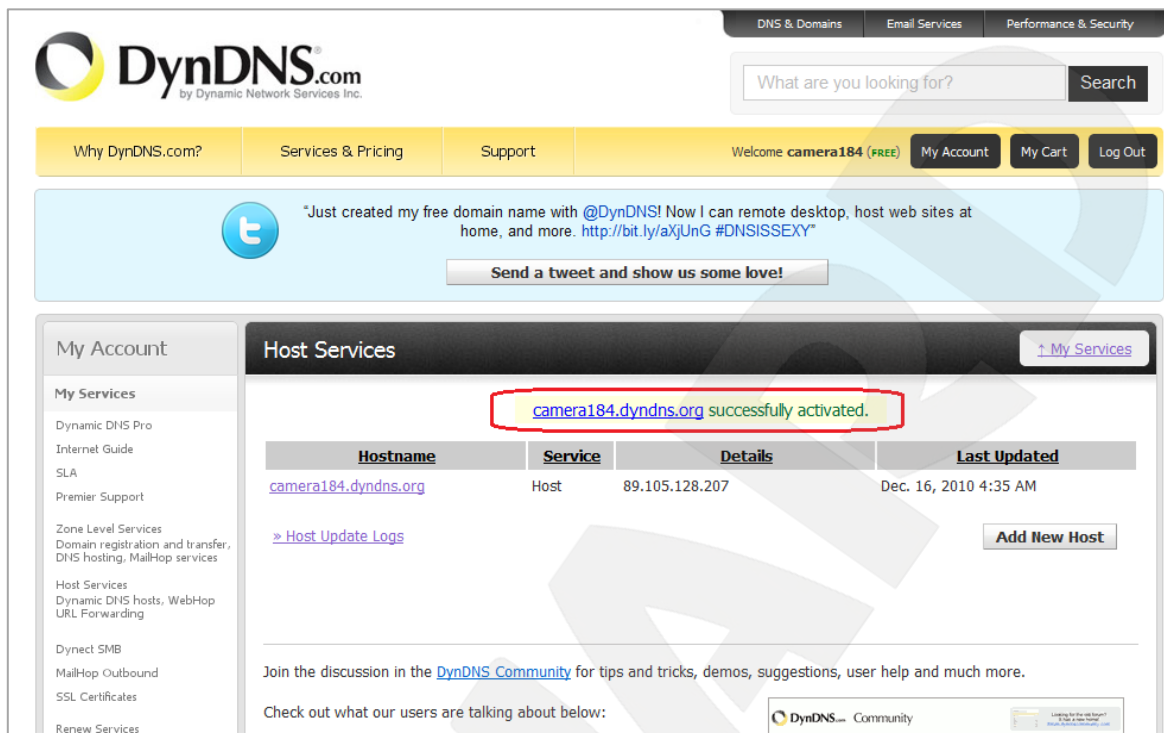 DNS & Domains Email Services Performance & Security
DynDNS.com
by Dynamic Network Services Inc.
What are you looking for? Search
Why DynDNS.com? Services & Pricing Support Welcome camera184 (FREE) My Account My Cart Log Out
"Just created my free domain name with @DynDNS! Now I can remote desktop, host web sites at
home, and more. http://bit.ly/aXjUnG #DNSISSEXY"
Send a tweet and show us some love!
My Account
My Services
Dynamic DNS Pro
Internet Guide
SLA
Premier Support
Zone Level Services
Domain registration and transfer,
DNS hosting, MailHop services
Host Services
Dynamic DNS hosts, WebHop
URL Forwarding
Dynect SMB
MailHop Outbound
SSL Certificates
Renew Services
Host Services ↑ My Services
camera184.dyndns.org successfully activated.
Hostname Service Details Last Updated
camera184.dyndns.org Host 89.105.128.207 Dec. 16, 2010 4:35 AM
» Host Update Logs Add New Host
Join the discussion in the DynDNS Community for tips and tricks, demos, suggestions, user help and much more.
Check out what our users are talking about below:
DynDNS.com Community